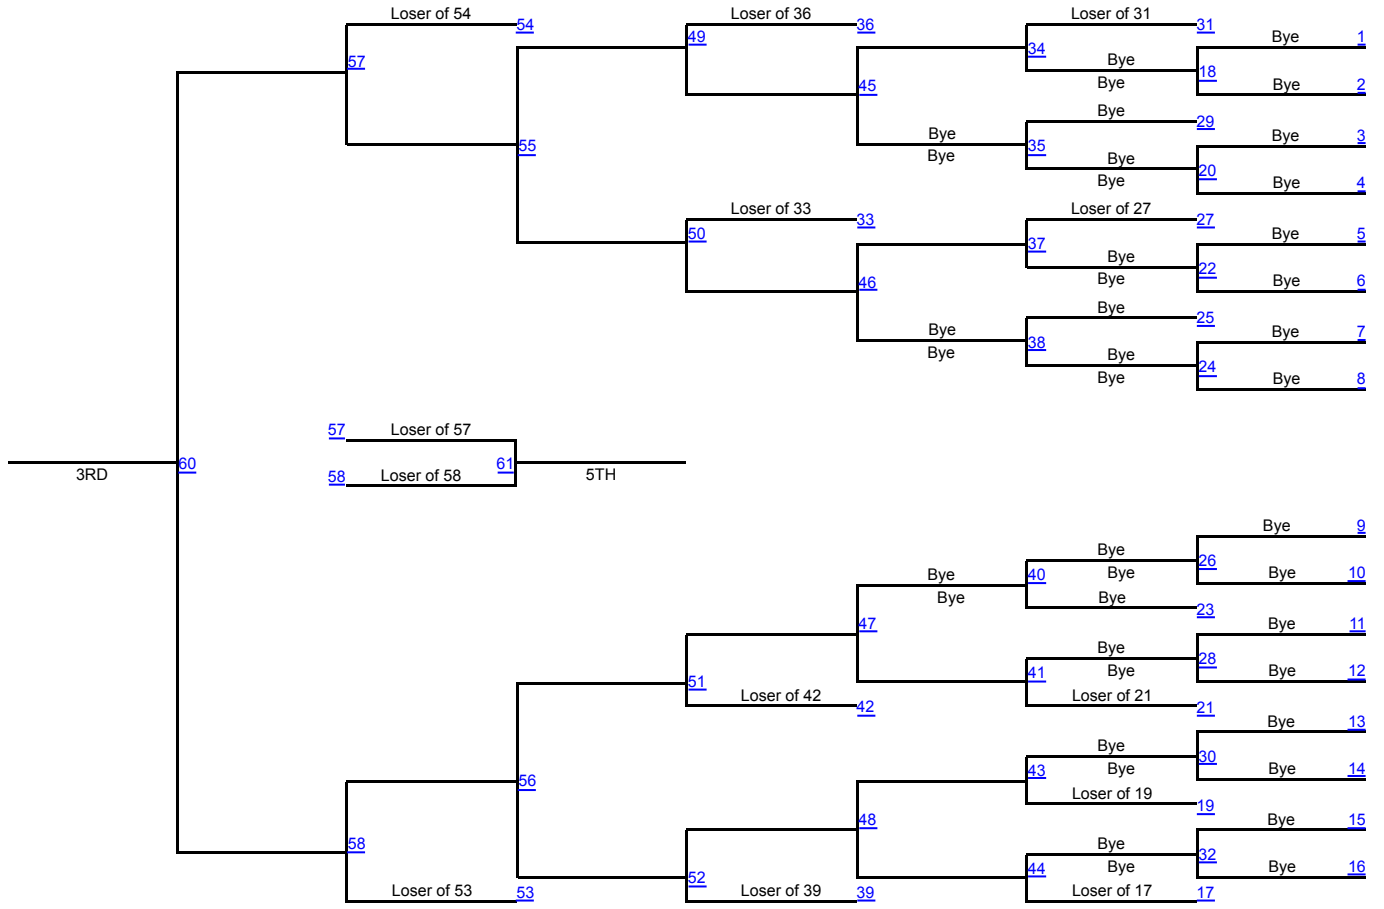 Loser of 54 54 Loser of 36 36 Loser of 31 31
Bye 1
49 34
57 Bye 18
Bye 2
45 Bye
Bye 29
Bye 3
Bye 35
55 Bye Bye 20
Bye 4
Loser of 33 33 Loser of 27 27
50 37 Bye 5
Bye 22
46 Bye Bye 6
Bye 25
Bye Bye 7
Bye 38 Bye 24
Bye Bye 8
57 Loser of 57
3RD 60 61 5TH
58 Loser of 58
Bye 9
Bye 26
Bye 40 Bye Bye 10
Bye Bye 23
47 Bye 11
Bye 28
51 41 Bye Bye 12
Loser of 42 42 Loser of 21 21
Bye 13
Bye 30
56 43 Bye Bye 14
Loser of 19 19
48 Bye 15
58 Bye 32
52 44 Bye Bye 16
Loser of 53 53 Loser of 39 39 Loser of 17 17